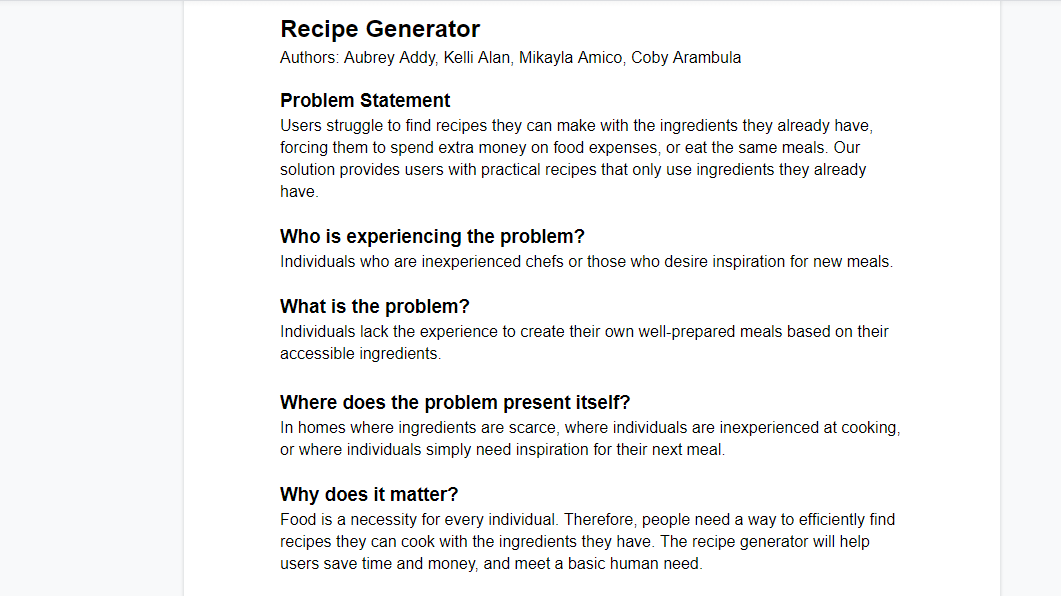 Recipe Generator
Authors: Aubrey Addy, Kelli Alan, Mikayla Amico, Coby Arambula
Problem Statement
Users struggle to find recipes they can make with the ingredients they already have,
forcing them to spend extra money on food expenses, or eat the same meals. Our
solution provides users with practical recipes that only use ingredients they already
have.
Who is experiencing the problem?
Individuals who are inexperienced chefs or those who desire inspiration for new meals.
What is the problem?
Individuals lack the experience to create their own well-prepared meals based on their
accessible ingredients.
Where does the problem present itself?
In homes where ingredients are scarce, where individuals are inexperienced at cooking,
or where individuals simply need inspiration for their next meal.
Why does it matter?
Food is a necessity for every individual. Therefore, people need a way to efficiently find
recipes they can cook with the ingredients they have. The recipe generator will help
users save time and money, and meet a basic human need.